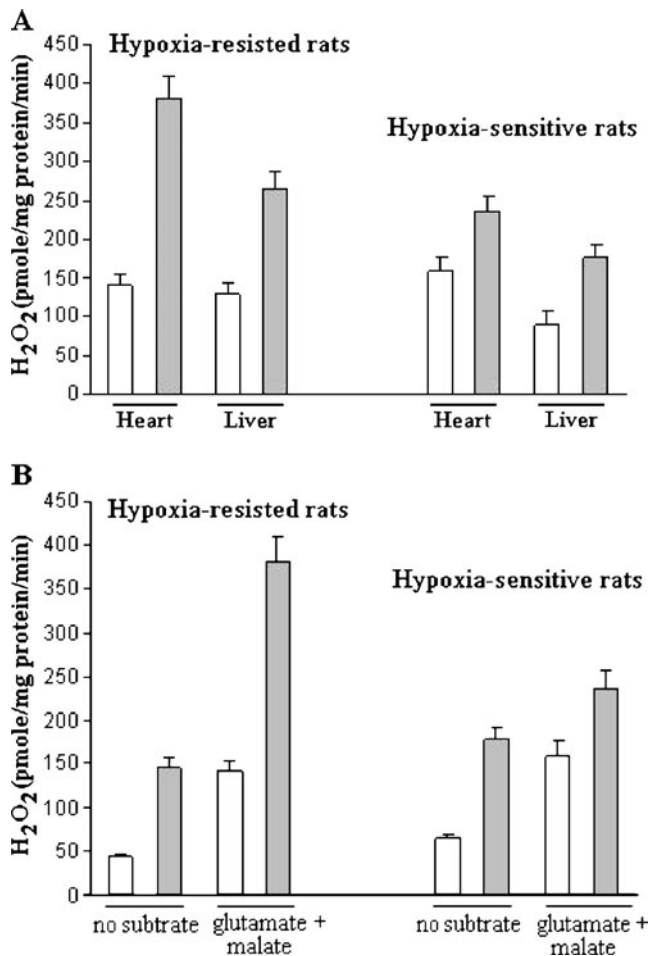 A
Hypoxia-resisted rats
Hypoxia-sensitive rats
H₂O₂(pmole/mg protein/min)
450
400
350
300
250
200
150
100
50
0
Heart
Liver
Heart
Liver
B
Hypoxia-resisted rats
Hypoxia-sensitive rats
H₂O₂(pmole/mg protein/min)
450
400
350
300
250
200
150
100
50
0
no subtrate
glutamate +
malate
no subtrate
glutamate +
malate